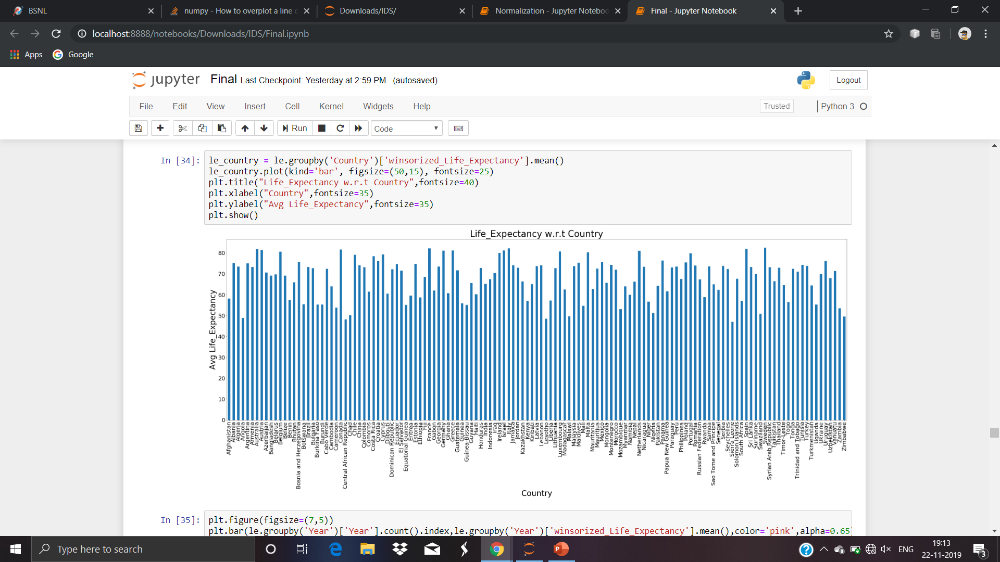 BSNL
numpy - How to overplot a line o
Downloads/IDS/
Normalization - Jupyter Noteboo
Final - Jupyter Notebook
localhost:8888/notebooks/Downloads/IDS/Final.ipynb
Apps
Google
jupyter Final Last Checkpoint: Yesterday at 2:59 PM (autosaved)
Logout
File Edit View Insert Cell Kernel Widgets Help
Trusted
Python 3
Run
Code
In [34]:
le_country = le.groupby('Country')['winsorized_Life_Expectancy'].mean()
le_country.plot(kind='bar', figsize=(50,15), fontsize=25)
plt.title("Life_Expectancy w.r.t Country",fontsize=40)
plt.xlabel("Country",fontsize=35)
plt.ylabel("Avg Life_Expectancy",fontsize=35)
plt.show()
Life_Expectancy w.r.t Country
Avg Life_Expectancy
80
70
60
50
40
30
20
10
0
Afghanistan
Albania
Algeria
Angola
Argentina
Armenia
Australia
Austria
Azerbaijan
Bangladesh
Belarus
Belgium
Belize
Benin
Bhutan
Bosnia and Herzegovina
Botswana
Brazil
Bulgaria
Burkina Faso
Burundi
Cabo Verde
Cambodia
Cameroon
Canada
Central African Republic
Chad
Chile
China
Colombia
Comoros
Costa Rica
Croatia
Cyprus
Djibouti
Dominican Republic
Ecuador
El Salvador
Equatorial Guinea
Eritrea
Estonia
Ethiopia
Fiji
France
Gabon
Georgia
Germany
Ghana
Greece
Guatemala
Guinea
Guinea-Bissau
Guyana
Haiti
Honduras
India
Indonesia
Iraq
Ireland
Israel
Italy
Jamaica
Jordan
Kazakhstan
Kenya
Kiribati
Latvia
Lebanon
Lesotho
Liberia
Lithuania
Luxembourg
Madagascar
Malawi
Malaysia
Maldives
Mali
Malta
Mauritania
Mauritius
Mexico
Mongolia
Montenegro
Morocco
Mozambique
Myanmar
Namibia
Nepal
Netherlands
Nicaragua
Niger
Nigeria
Pakistan
Panama
Papua New Guinea
Paraguay
Peru
Philippines
Poland
Portugal
Romania
Russian Federation
Rwanda
Samoa
Sao Tome and Principe
Senegal
Serbia
Seychelles
Sierra Leone
Solomon Islands
South Africa
Spain
Sri Lanka
Suriname
Swaziland
Sweden
Syrian Arab Republic
Tajikistan
Thailand
Timor-Leste
Togo
Tonga
Trinidad and Tobago
Tunisia
Turkey
Turkmenistan
Uganda
Ukraine
Uruguay
Uzbekistan
Vanuatu
Zambia
Zimbabwe
Country
In [35]:
plt.figure(figsize=(7,5))
plt.bar(le.groupby('Year')['Year'].count().index,le.groupby('Year')['winsorized_Life_Expectancy'].mean(),color='pink',alpha=0.65)
Type here to search
ENG
19:13
22-11-2019
3